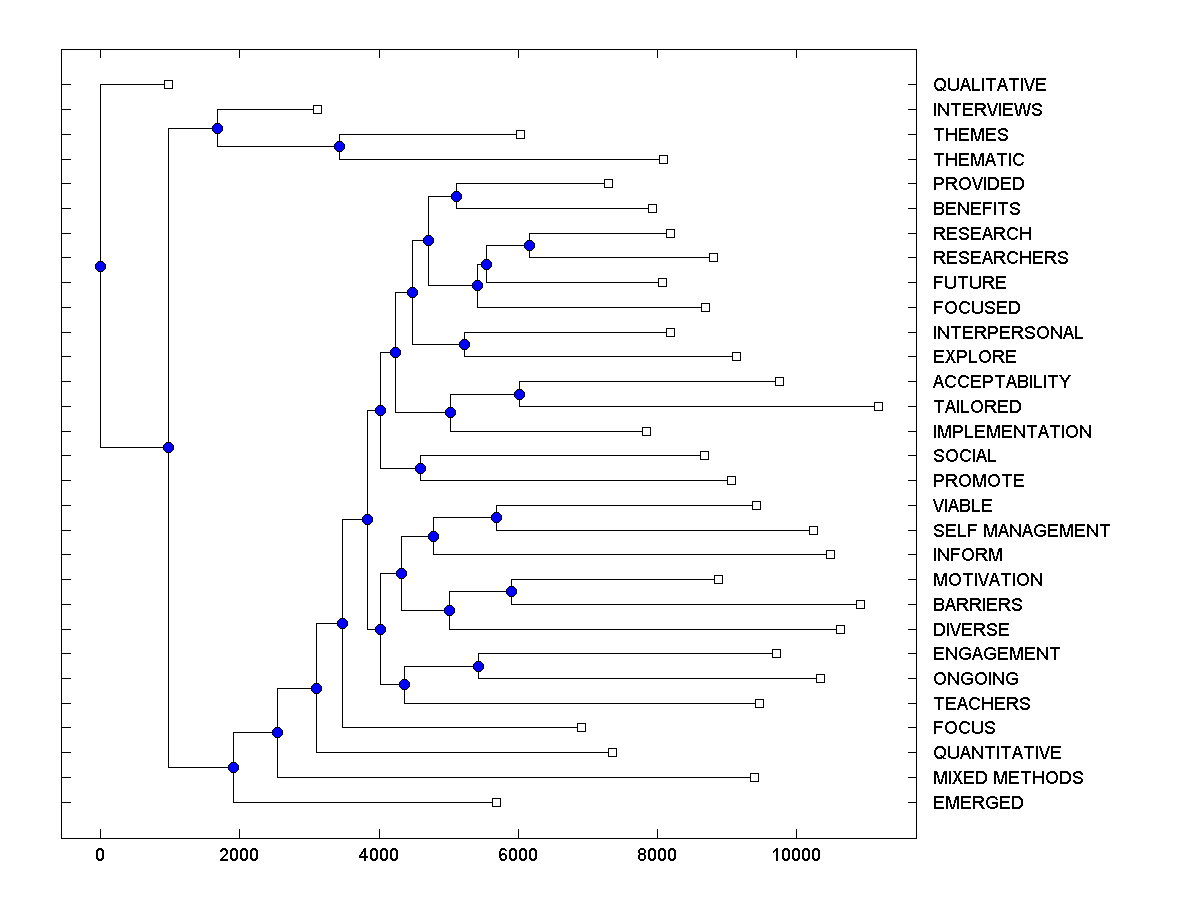 QUALITATIVE
INTERVIEWS
THEMES
THEMATIC
PROVIDED
BENEFITS
RESEARCH
RESEARCHERS
FUTURE
FOCUSED
INTERPERSONAL
EXPLORE
ACCEPTABILITY
TAILORED
IMPLEMENTATION
SOCIAL
PROMOTE
VIABLE
SELF MANAGEMENT
INFORM
MOTIVATION
BARRIERS
DIVERSE
ENGAGEMENT
ONGOING
TEACHERS
FOCUS
QUANTITATIVE
MIXED METHODS
EMERGED
0 2000 4000 6000 8000 10000